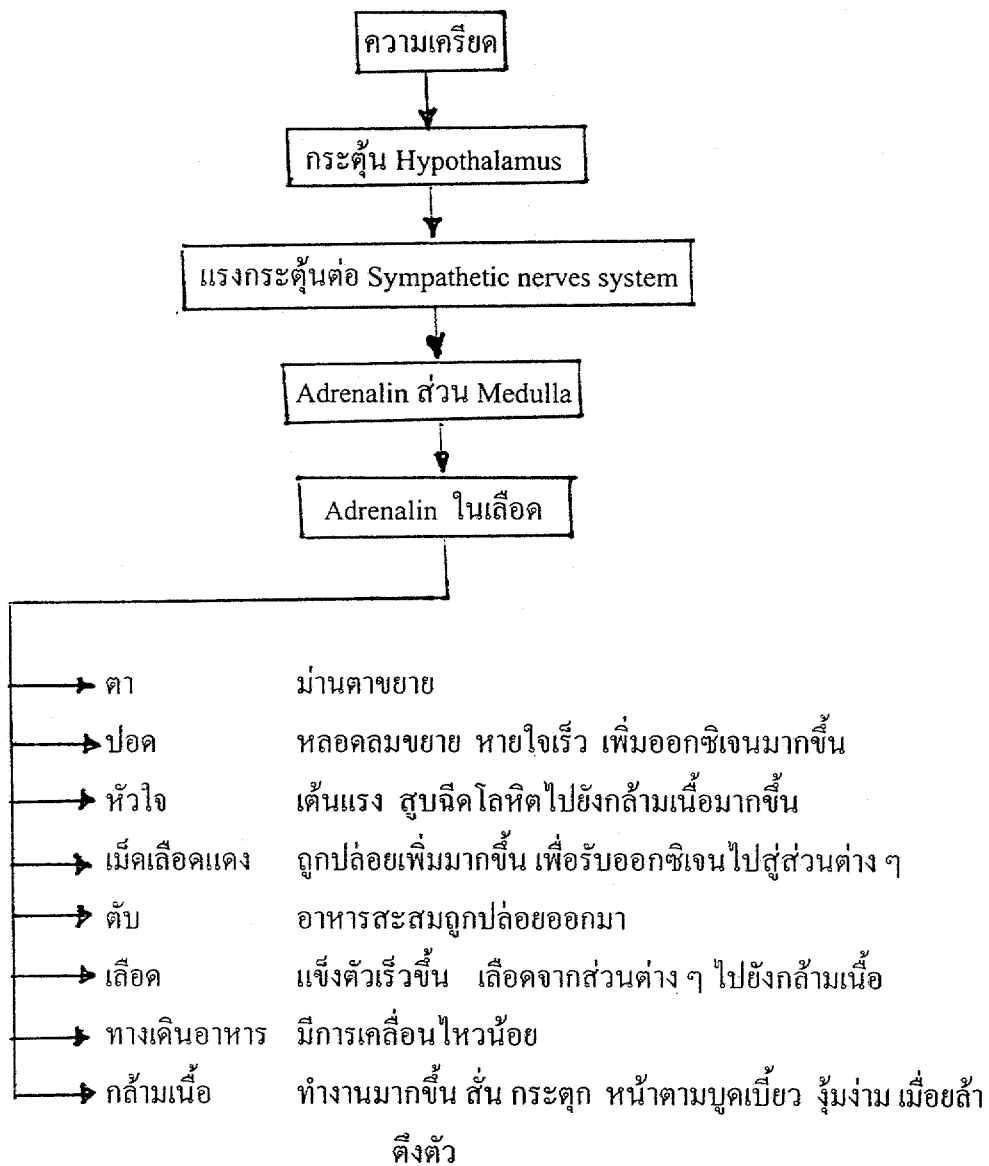 ความเครียด
กระตุ้น Hypothalamus
แรงกระตุ้นต่อ Sympathetic nerves system
Adrenalin ส่วน Medulla
Adrenalin ในเลือด
ตา ม่านตาขยาย
ปอด หลอดลมขยาย หายใจเร็ว เพิ่มออกซิเจนมากขึ้น
หัวใจ เต้นแรง สูบฉีดโลหิตไปยังกล้ามเนื้อมากขึ้น
เม็ดเลือดแดง ถูกปล่อยเพิ่มมากขึ้น เพื่อรับออกซิเจนไปสู่ส่วนต่าง ๆ
ตับ อาหารสะสมถูกปล่อยออกมา
เลือด แข็งตัวเร็วขึ้น เลือดจากส่วนต่าง ๆ ไปยังกล้ามเนื้อ
ทางเดินอาหาร มีการเคลื่อนไหวน้อย
กล้ามเนื้อ ทำงานมากขึ้น สั่น กระตุก หน้าตามบูดเบี้ยว งุ้มง่าม เมื่อยล้า
ตึงตัว